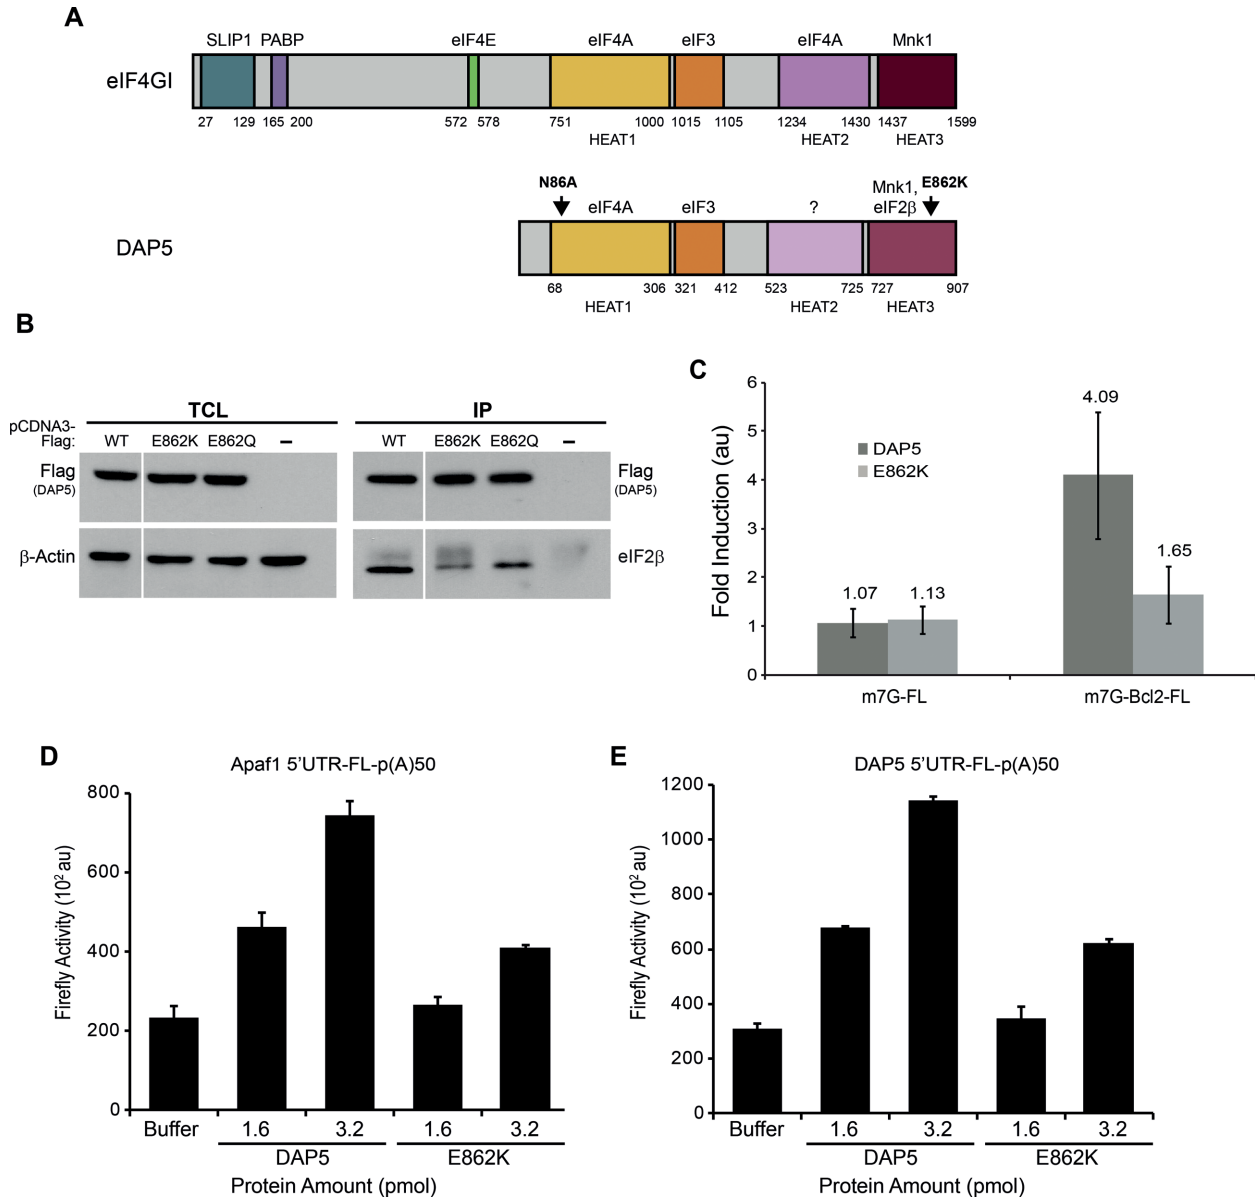 A
SLIP1 PABP eIF4E eIF4A eIF3 eIF4A Mnk1
eIF4GI
27 129 165 200 572 578 751 1000 1015 1105 1234 1430 1437 1599
HEAT1 HEAT2 HEAT3
N86A Mnk1, E862K
eIF4A eIF3 ? eIF2β
DAP5
68 306 321 412 523 725 727 907
HEAT1 HEAT2 HEAT3
B
TCL IP
pCDNA3-
Flag: WT E862K E862Q – WT E862K E862Q –
Flag Flag
(DAP5) (DAP5)
β-Actin eIF2β
C
Fold Induction (au)
6
5
4
3
2
1
0
DAP5
E862K
1.07 1.13 4.09 1.65
m7G-FL m7G-Bcl2-FL
D
Apaf1 5’UTR-FL-p(A)50
Firefly Activity (10² au)
800
600
400
200
0
Buffer 1.6 3.2 1.6 3.2
DAP5 E862K
Protein Amount (pmol)
E
DAP5 5’UTR-FL-p(A)50
Firefly Activity (10² au)
1200
1000
800
600
400
200
0
Buffer 1.6 3.2 1.6 3.2
DAP5 E862K
Protein Amount (pmol)